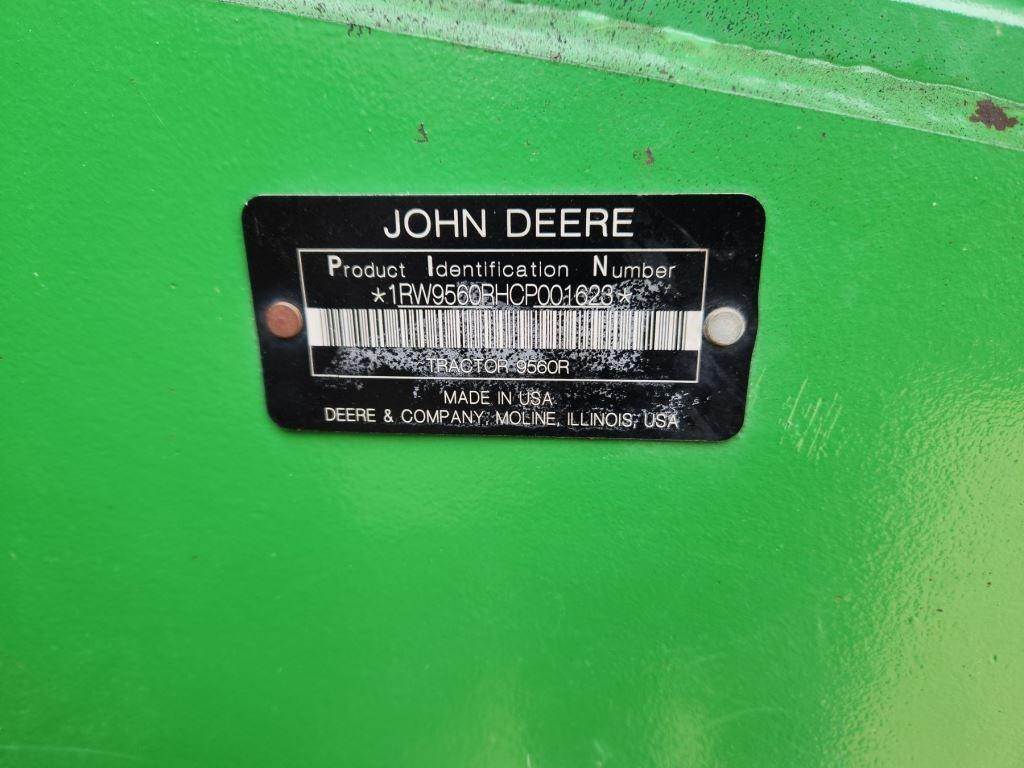 JOHN DEERE
Product Identification Number
*1RW9560RHCP001623*
TRACTOR 9560R
MADE IN USA
DEERE & COMPANY, MOLINE, ILLINOIS, USA